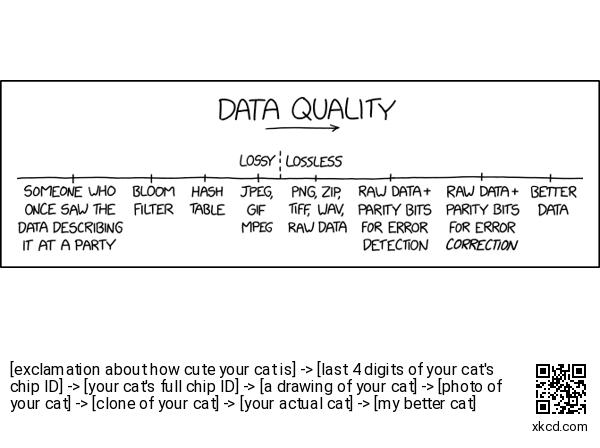 DATA QUALITY
LOSSY LOSSLESS
SOMEONE WHO
ONCE SAW THE
DATA DESCRIBING
IT AT A PARTY
BLOOM
FILTER
HASH
TABLE
JPEG,
GIF
MPEG
PNG, ZIP,
TIFF, WAV,
RAW DATA
RAW DATA +
PARITY BITS
FOR ERROR
DETECTION
RAW DATA +
PARITY BITS
FOR ERROR
CORRECTION
BETTER
DATA
[exclamation about how cute your cat is] -> [last 4 digits of your cat's
chip ID] -> [your cat's full chip ID] -> [a drawing of your cat] -> [photo of
your cat] -> [clone of your cat] -> [your actual cat] -> [my better cat]
xkcd.com